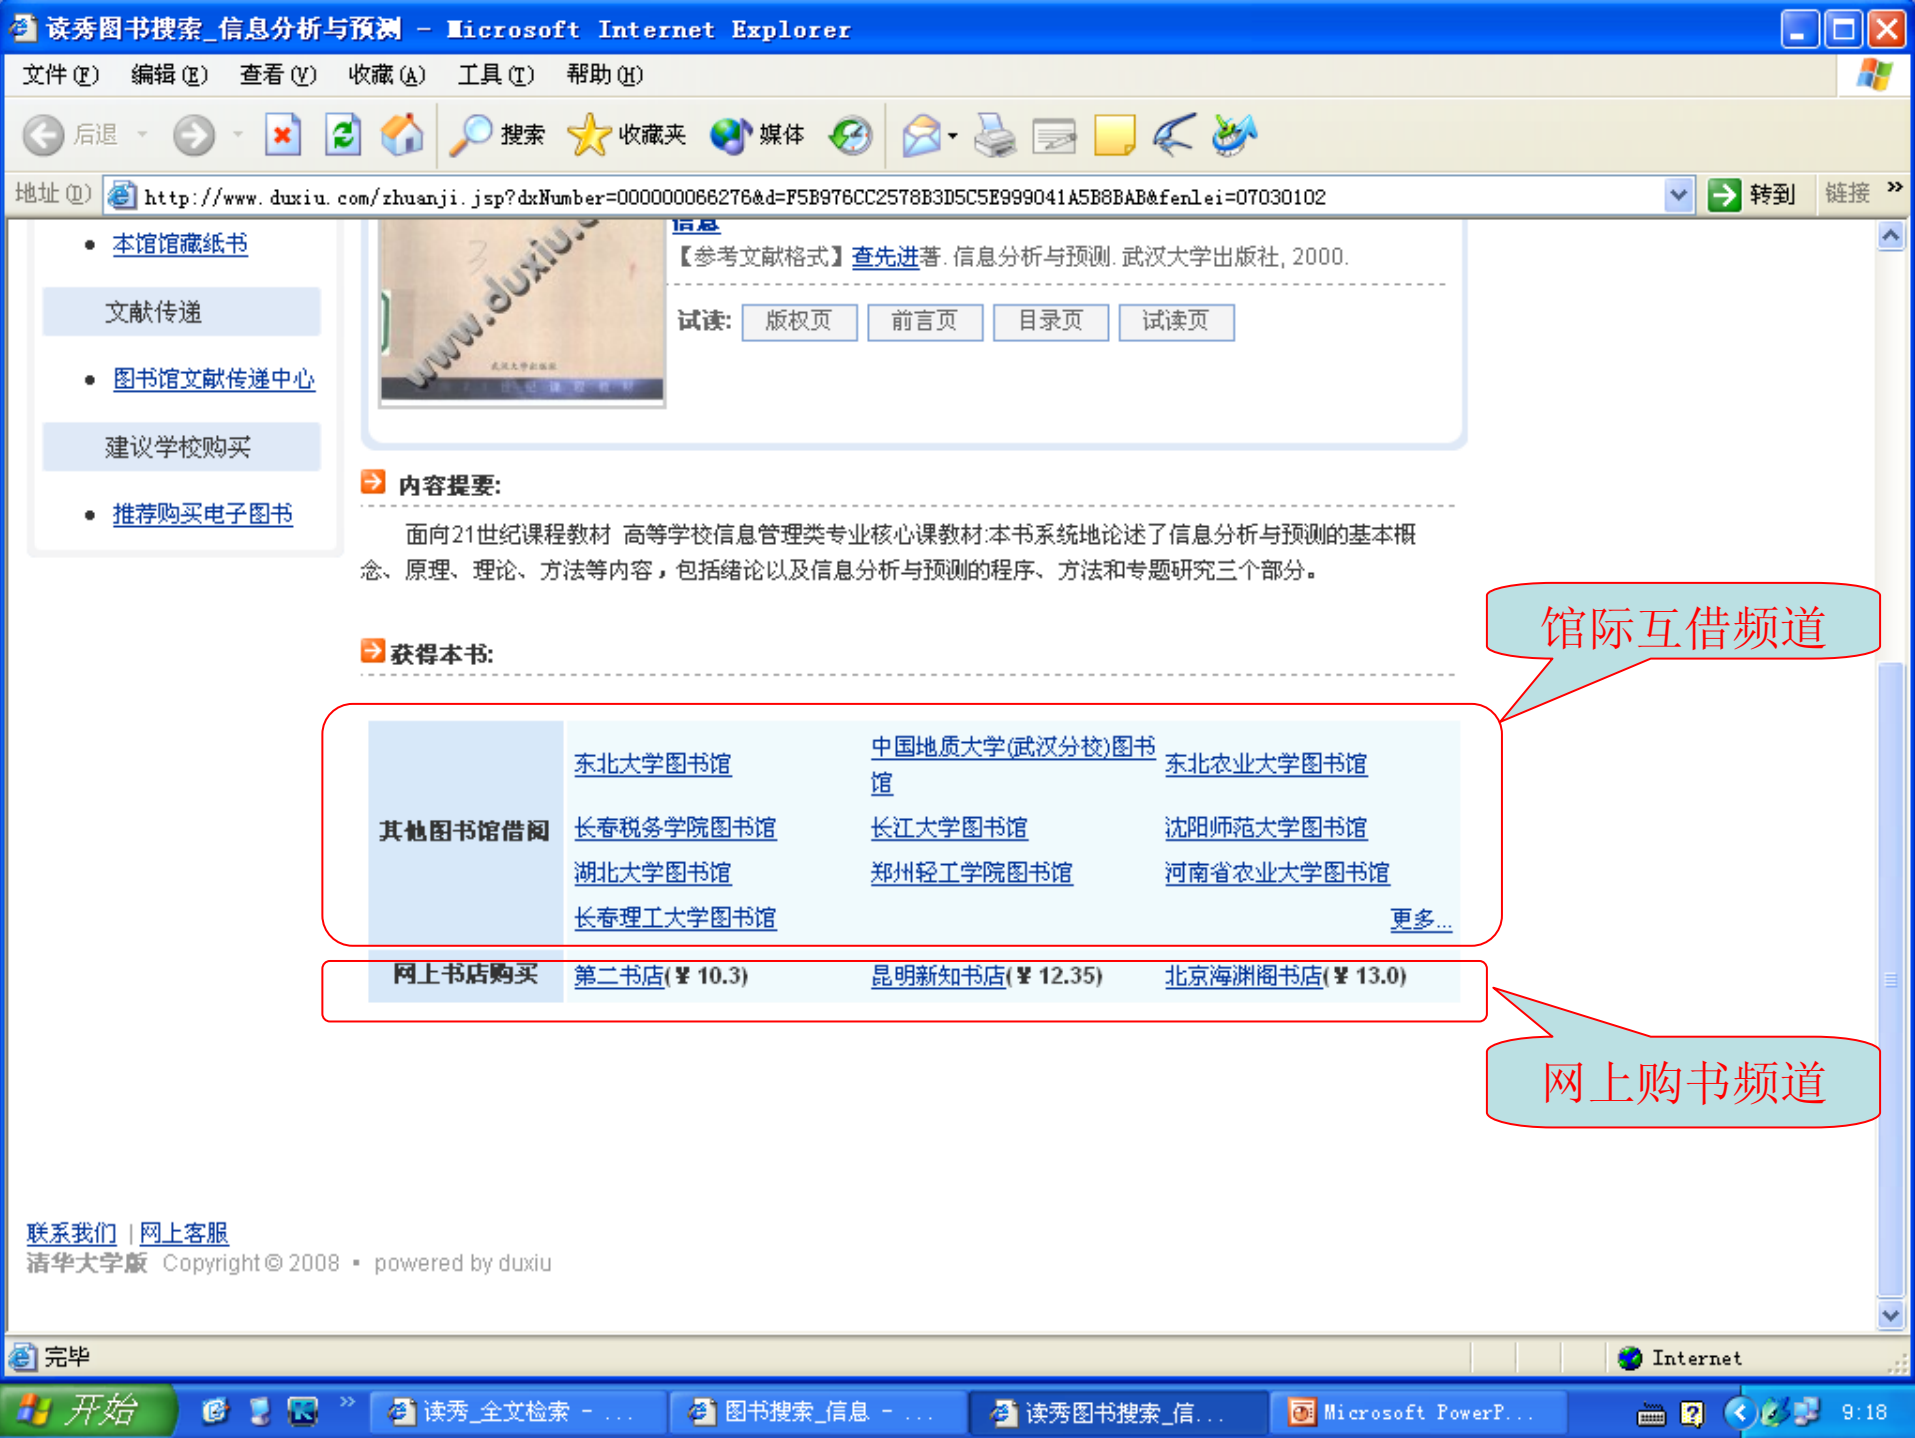 读秀图书搜索_信息分析与预测 - Microsoft Internet Explorer
文件(F) 编辑(E) 查看(V) 收藏(A) 工具(T) 帮助(H)
后退 搜索 收藏夹 媒体
地址(D) http://www.duxiu.com/zhuanji.jsp?dxNumber=000000066276&d=F5B976CC2578B3D5C5E999041A5B8BAB&fenlei=07030102 转到 链接 »
本馆馆藏纸书
文献传递
图书馆文献传递中心
建议学校购买
推荐购买电子图书
www.duxiu.c
武汉大学出版社
信息
【参考文献格式】查先进著.信息分析与预测.武汉大学出版社, 2000.
试读: 版权页 前言页 目录页 试读页
内容提要:
面向21世纪课程教材 高等学校信息管理类专业核心课教材:本书系统地论述了信息分析与预测的基本概
念、原理、理论、方法等内容，包括绪论以及信息分析与预测的程序、方法和专题研究三个部分。
馆际互借频道
获得本书:
其他图书馆借阅
东北大学图书馆 中国地质大学(武汉分校)图书馆 东北农业大学图书馆
长春税务学院图书馆 长江大学图书馆 沈阳师范大学图书馆
湖北大学图书馆 郑州轻工学院图书馆 河南省农业大学图书馆
长春理工大学图书馆 更多...
网上书店购买 第二书店(¥ 10.3) 昆明新知书店(¥ 12.35) 北京海渊阁书店(¥ 13.0)
网上购书频道
联系我们 | 网上客服
清华大学版 Copyright © 2008 ▪ powered by duxiu
完毕 Internet
开始 » 读秀_全文检索 - ... 图书搜索_信息 - ... 读秀图书搜索_信... Microsoft PowerP... 9:18